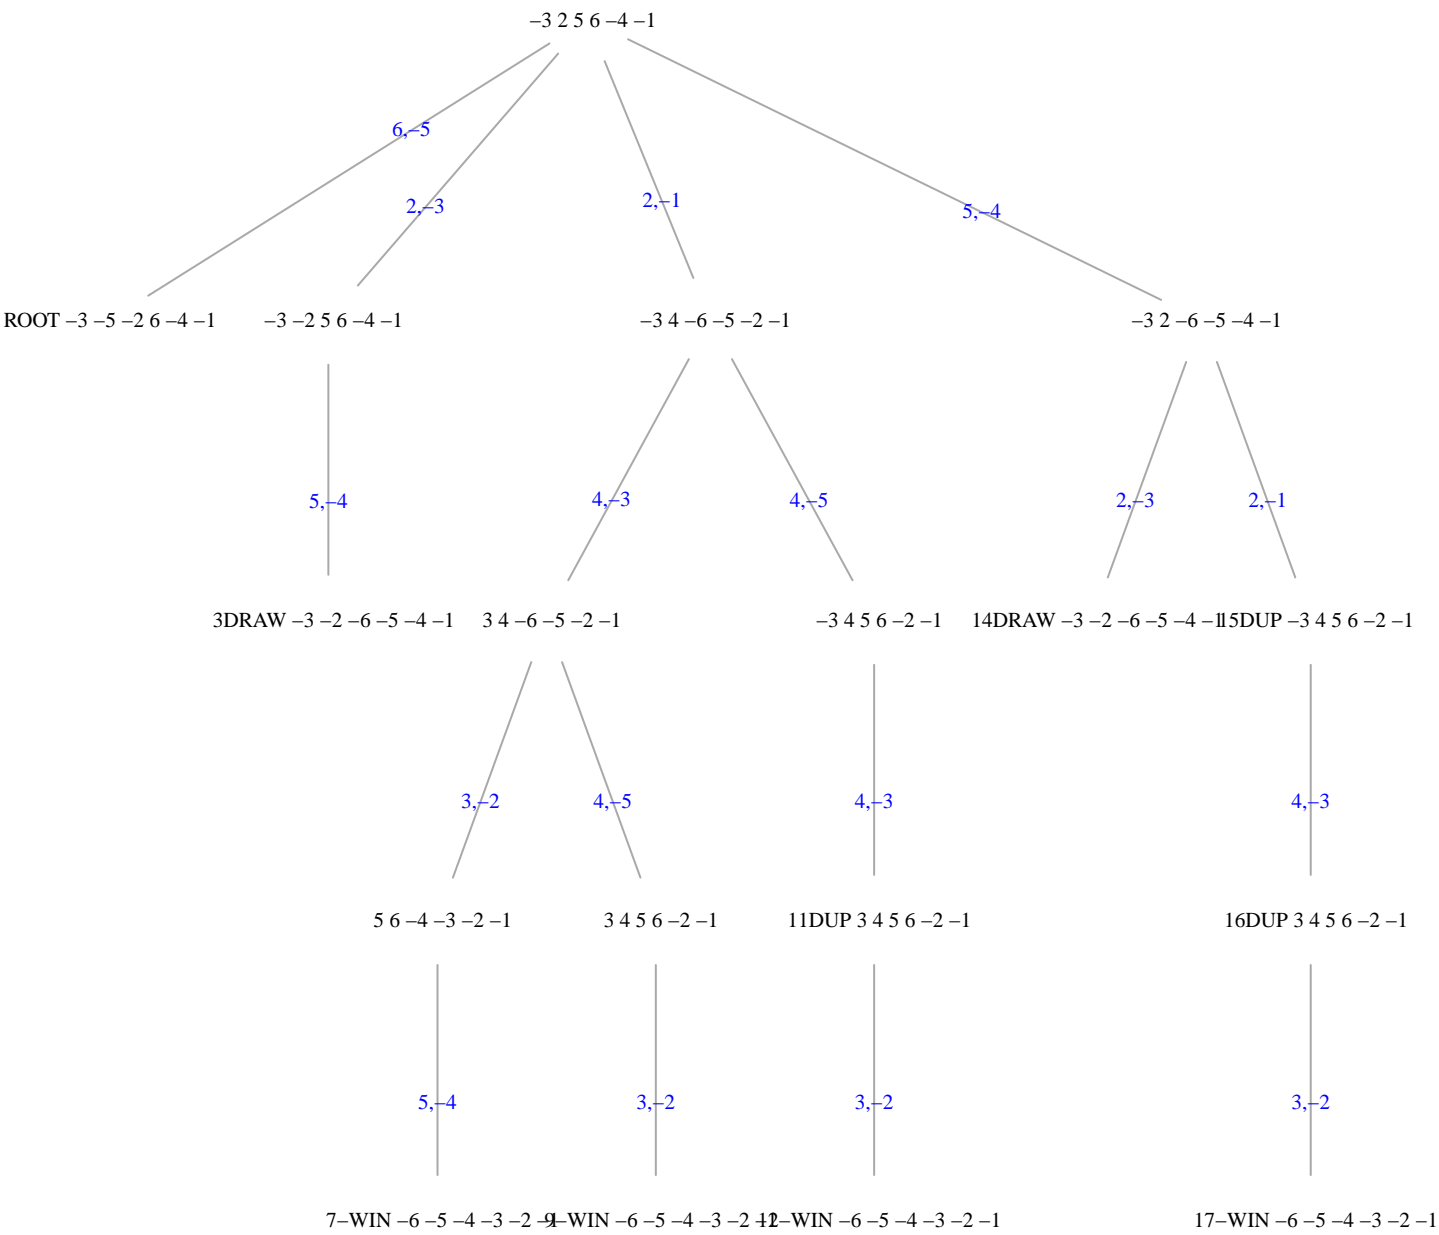 –3 2 5 6 –4 –1
6,–5
2,–3
2,–1
5,–4
ROOT –3 –5 –2 6 –4 –1
–3 –2 5 6 –4 –1
–3 4 –6 –5 –2 –1
–3 2 –6 –5 –4 –1
5,–4
4,–3
4,–5
2,–3
2,–1
3DRAW –3 –2 –6 –5 –4 –1
3 4 –6 –5 –2 –1
–3 4 5 6 –2 –1
14DRAW –3 –2 –6 –5 –4 –1
15DUP –3 4 5 6 –2 –1
3,–2
4,–5
4,–3
4,–3
5 6 –4 –3 –2 –1
3 4 5 6 –2 –1
11DUP 3 4 5 6 –2 –1
16DUP 3 4 5 6 –2 –1
5,–4
3,–2
3,–2
3,–2
7–WIN –6 –5 –4 –3 –2 –1
9–WIN –6 –5 –4 –3 –2 –1
12–WIN –6 –5 –4 –3 –2 –1
17–WIN –6 –5 –4 –3 –2 –1